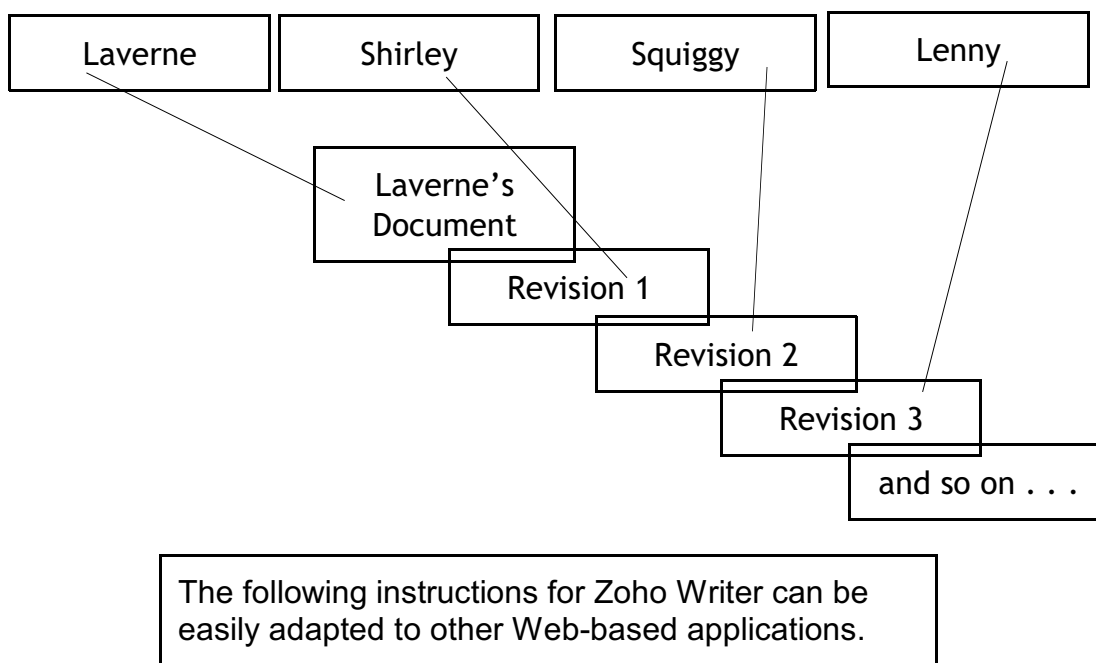 Laverne
Shirley
Squiggy
Lenny
Laverne’s
Document
Revision 1
Revision 2
Revision 3
and so on . . .
The following instructions for Zoho Writer can be
easily adapted to other Web-based applications.